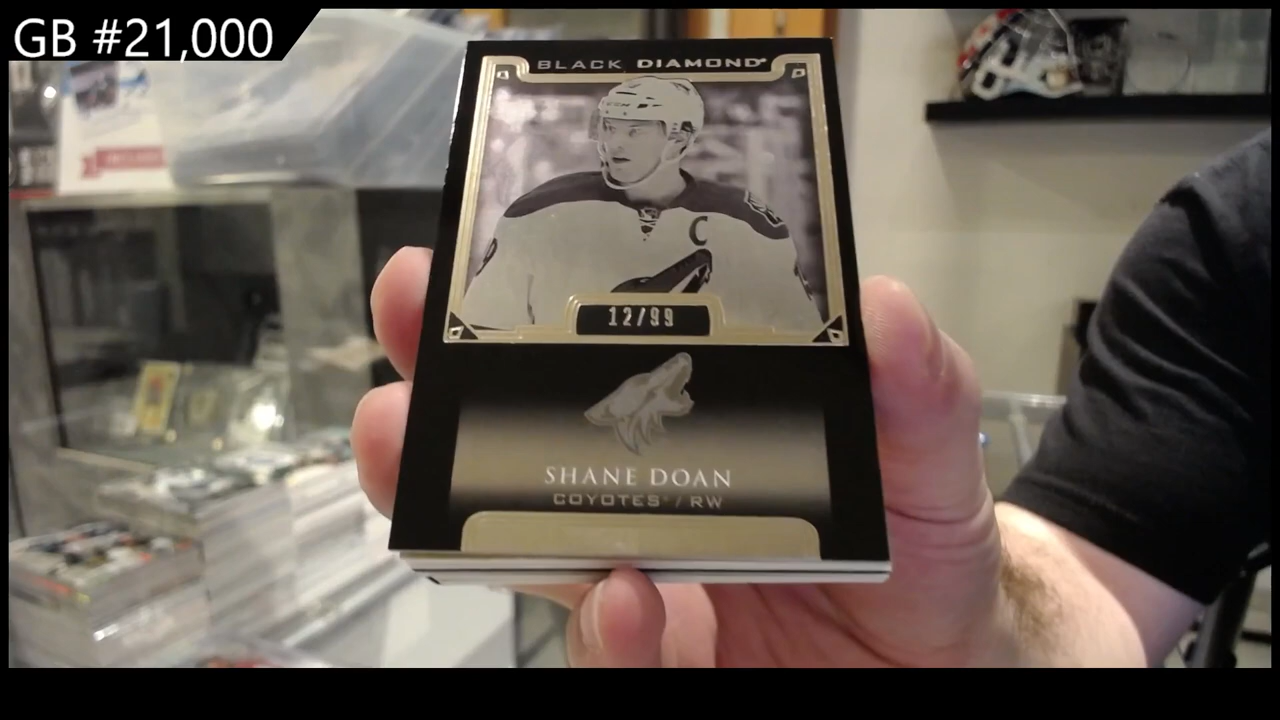 GB #21,000
BLACK DIAMOND
C
12/99
SHANE DOAN
COYOTES® / RW